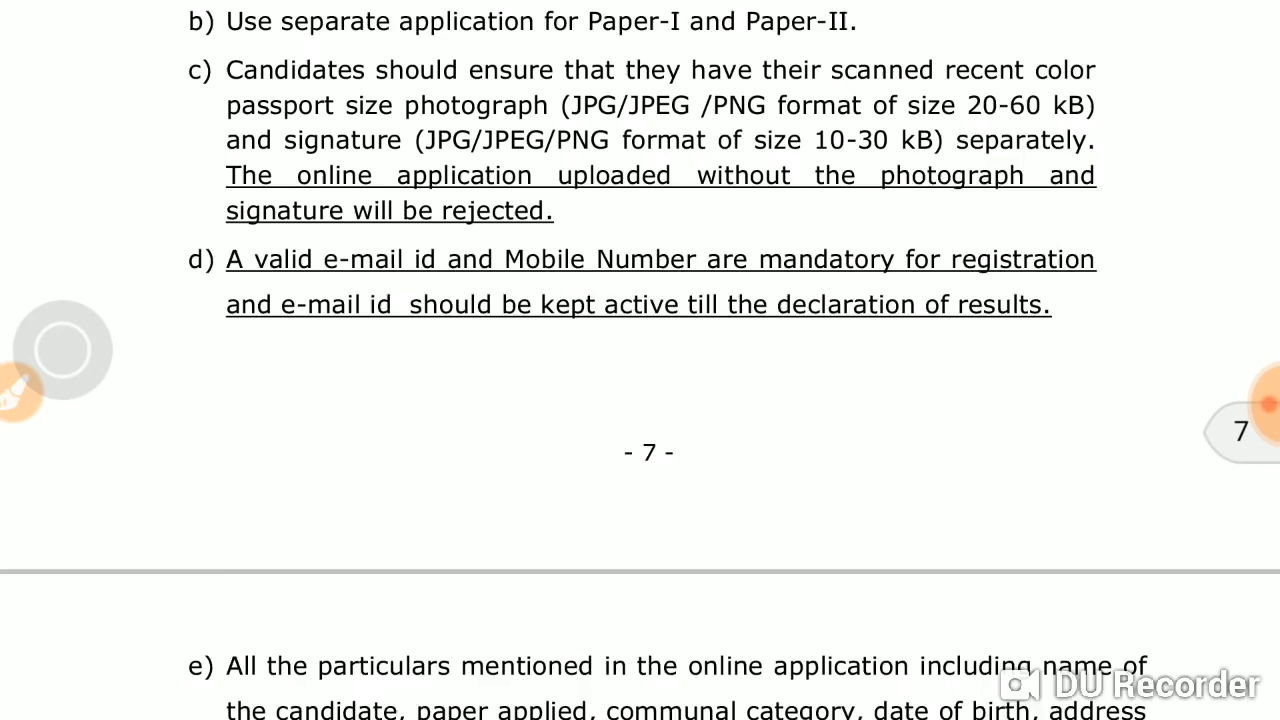 b) Use separate application for Paper-I and Paper-II.
c) Candidates should ensure that they have their scanned recent color
passport size photograph (JPG/JPEG /PNG format of size 20-60 kB)
and signature (JPG/JPEG/PNG format of size 10-30 kB) separately.
The online application uploaded without the photograph and
signature will be rejected.
d) A valid e-mail id and Mobile Number are mandatory for registration
and e-mail id should be kept active till the declaration of results.
7
- 7 -
e) All the particulars mentioned in the online application including name of
DU Recorder
the candidate, paper applied, communal category, date of birth, address